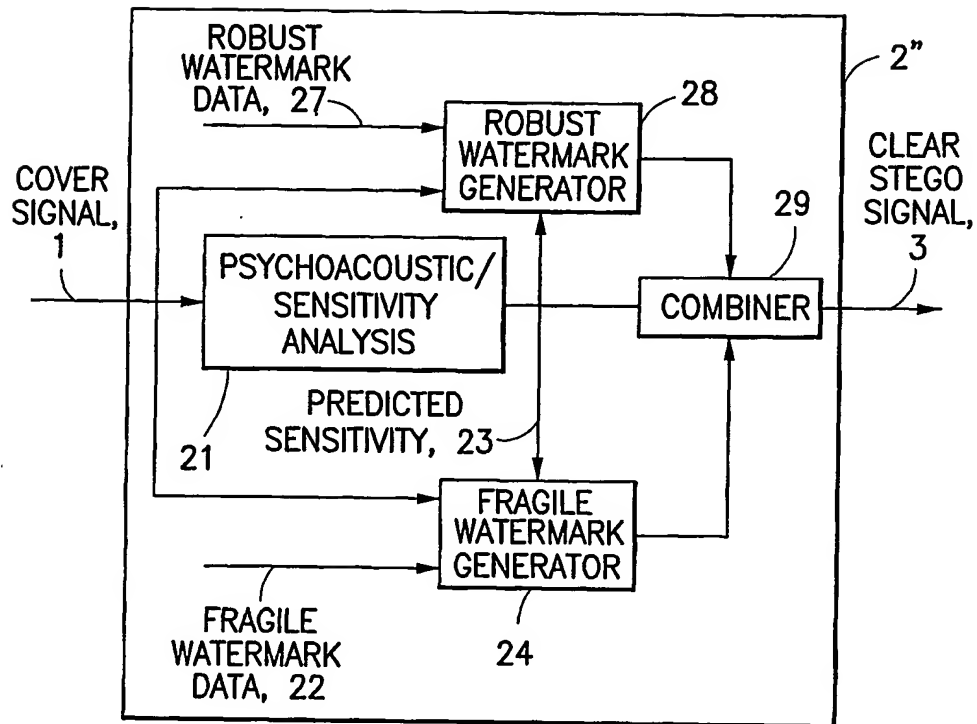 ROBUST
WATERMARK
DATA, 27
2”
28
ROBUST
WATERMARK
GENERATOR
CLEAR
STEGO
SIGNAL,
3
COVER
SIGNAL,
1
29
PSYCHOACOUSTIC/
SENSITIVITY
ANALYSIS
COMBINER
21
PREDICTED
SENSITIVITY, 23
FRAGILE
WATERMARK
GENERATOR
24
FRAGILE
WATERMARK
DATA, 22